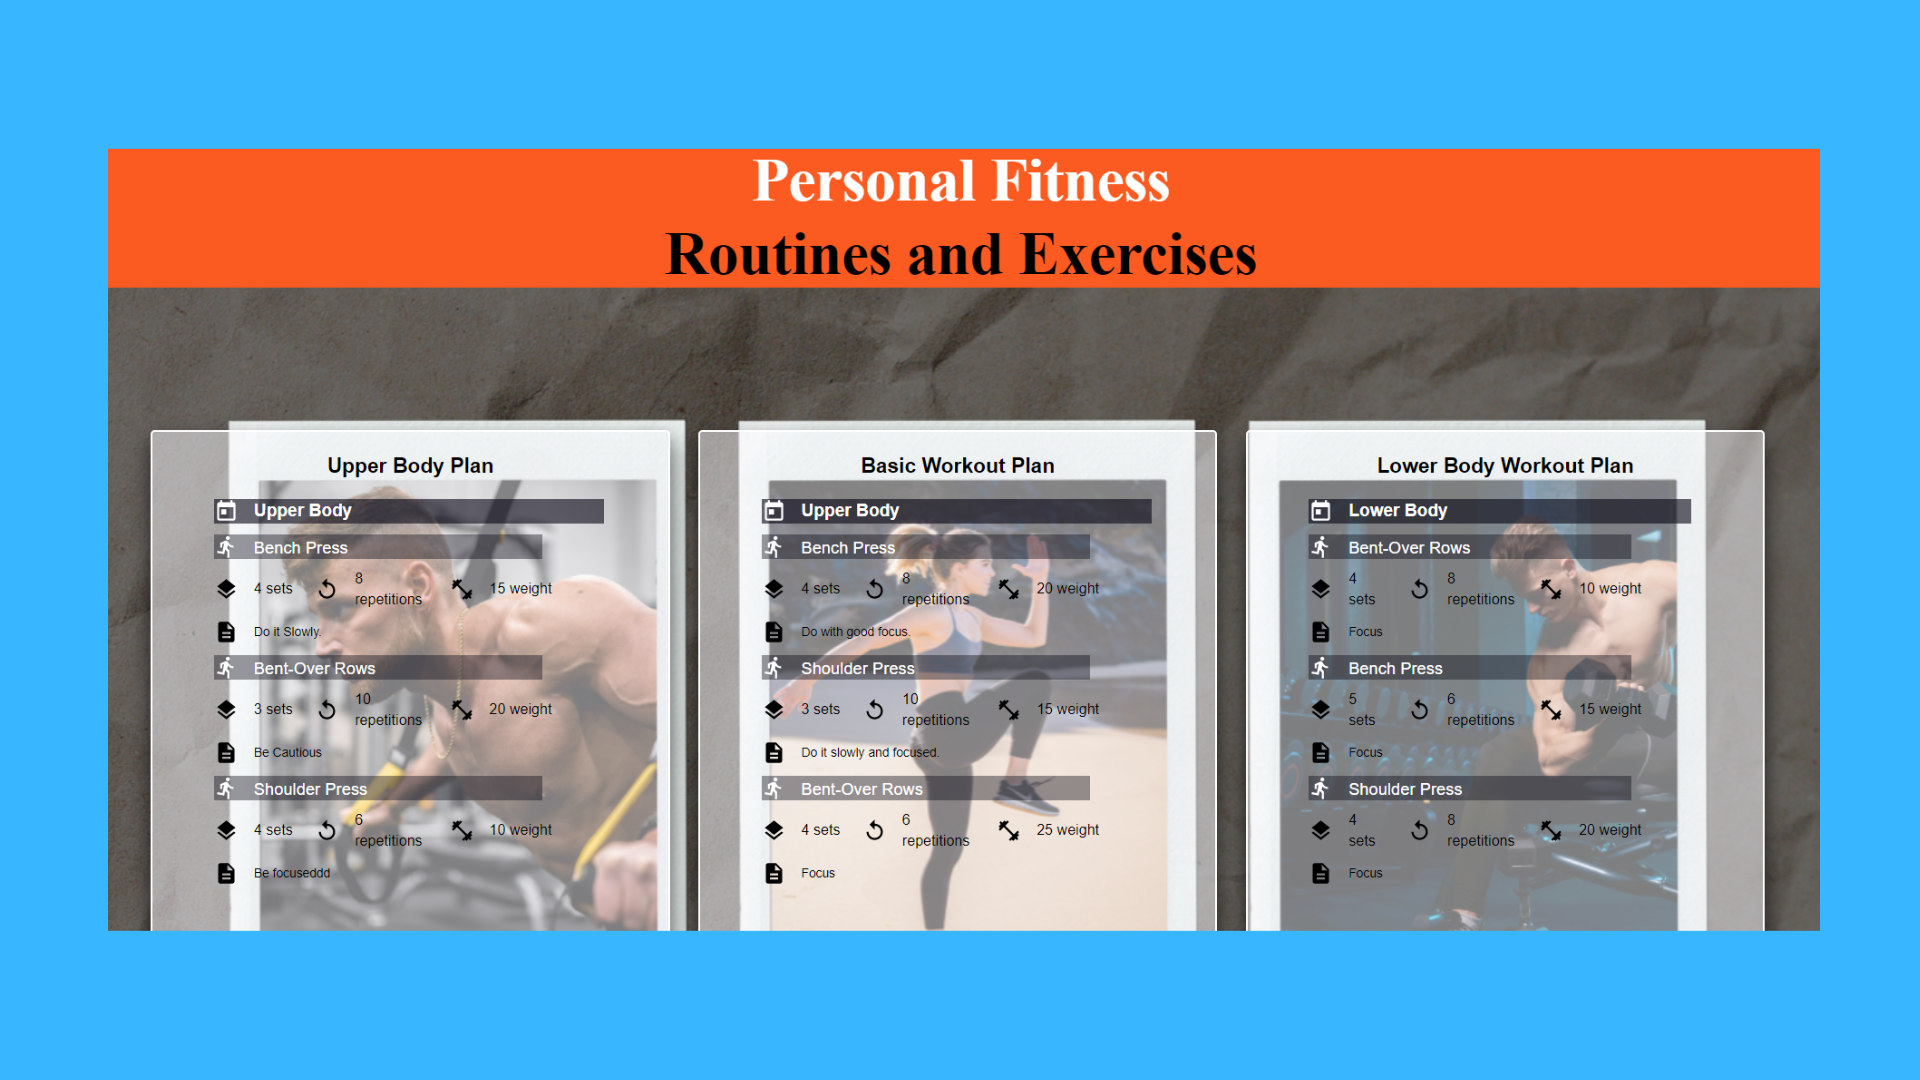 Personal Fitness
Routines and Exercises
Upper Body Plan
Upper Body
Bench Press
4 sets
8
repetitions
15 weight
Do it Slowly.
Bent-Over Rows
3 sets
10
repetitions
20 weight
Be Cautious
Shoulder Press
4 sets
6
repetitions
10 weight
Be focuseddd
Basic Workout Plan
Upper Body
Bench Press
4 sets
8
repetitions
20 weight
Do with good focus.
Shoulder Press
3 sets
10
repetitions
15 weight
Do it slowly and focused.
Bent-Over Rows
4 sets
6
repetitions
25 weight
Focus
Lower Body Workout Plan
Lower Body
Bent-Over Rows
4
sets
8
repetitions
10 weight
Focus
Bench Press
5
sets
6
repetitions
15 weight
Focus
Shoulder Press
4
sets
8
repetitions
20 weight
Focus